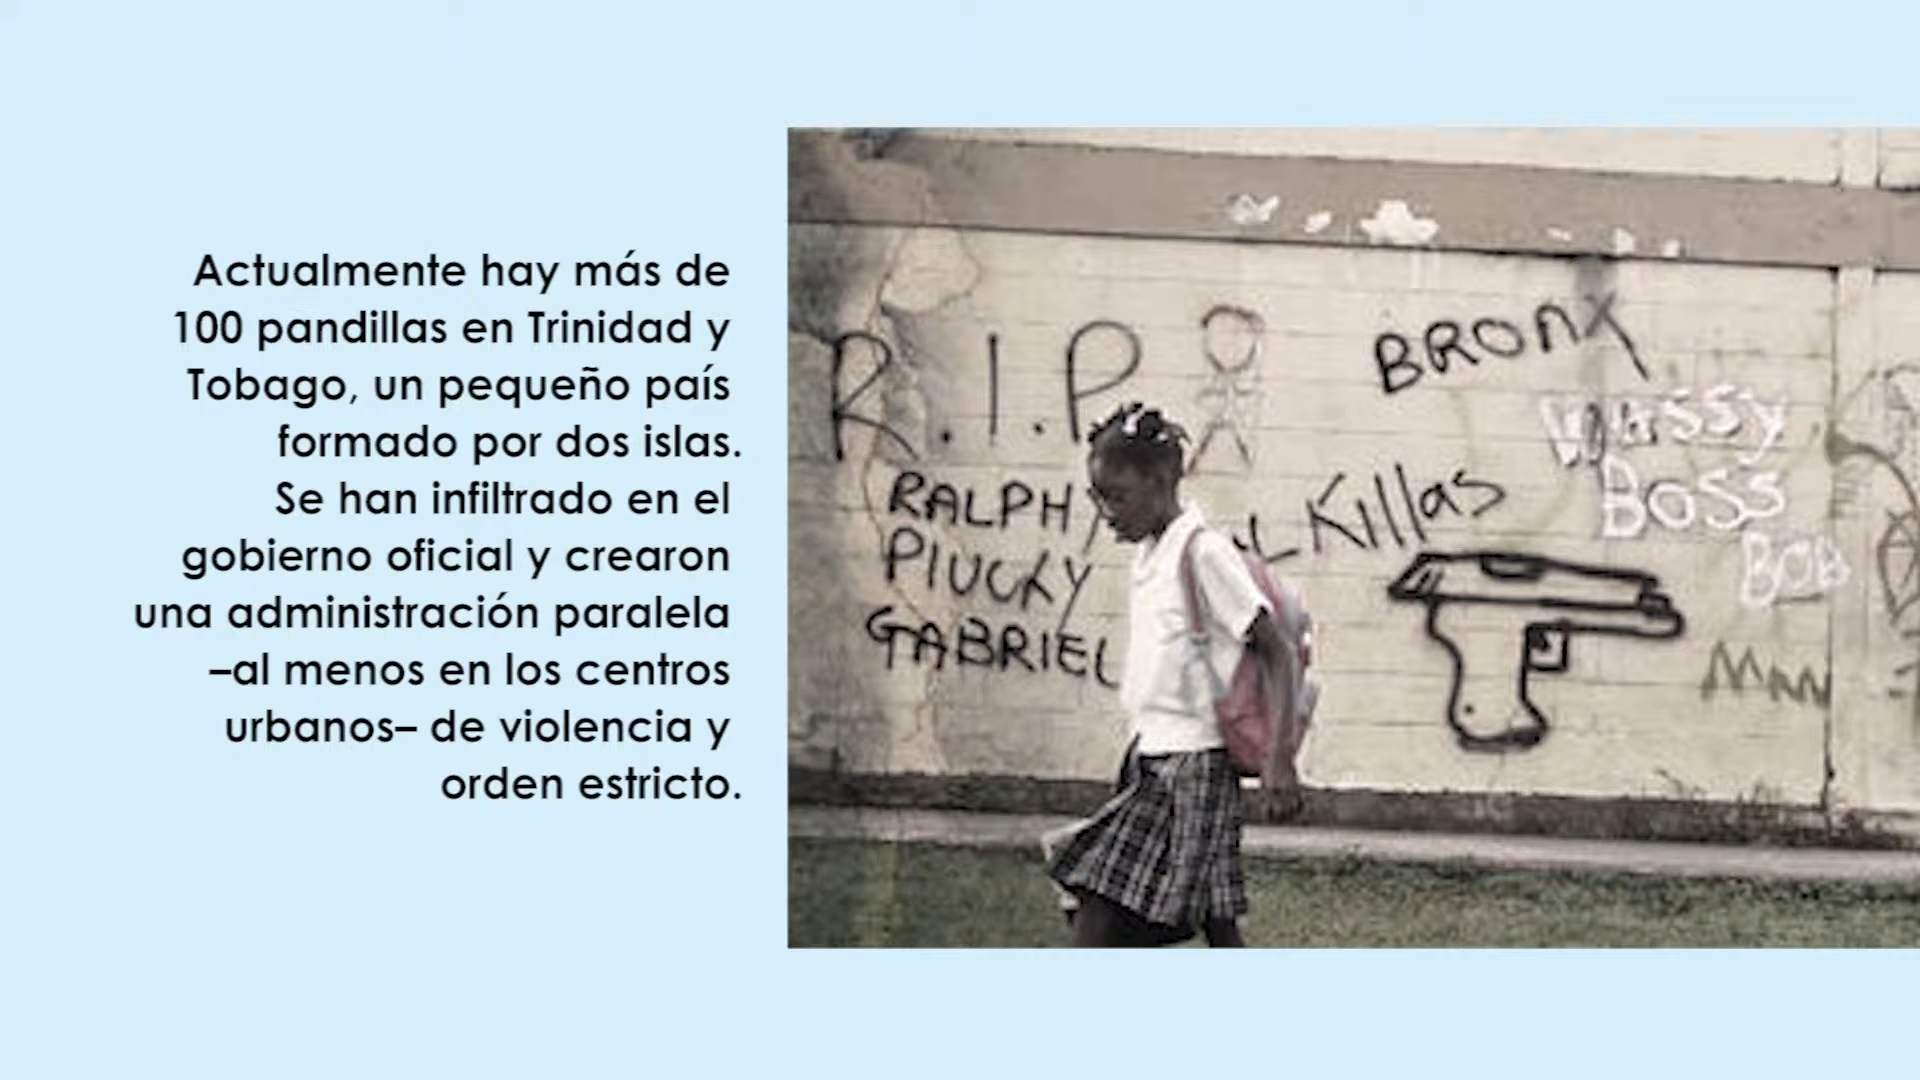 Actualmente hay más de
100 pandillas en Trinidad y
Tobago, un pequeño país
formado por dos islas.
Se han infiltrado en el
gobierno oficial y crearon
una administración paralela
–al menos en los centros
urbanos– de violencia y
orden estricto.
R.I.P
RALPH
PLUCKY
GABRIEL
BRONX
Killas
WASSY
BOSS